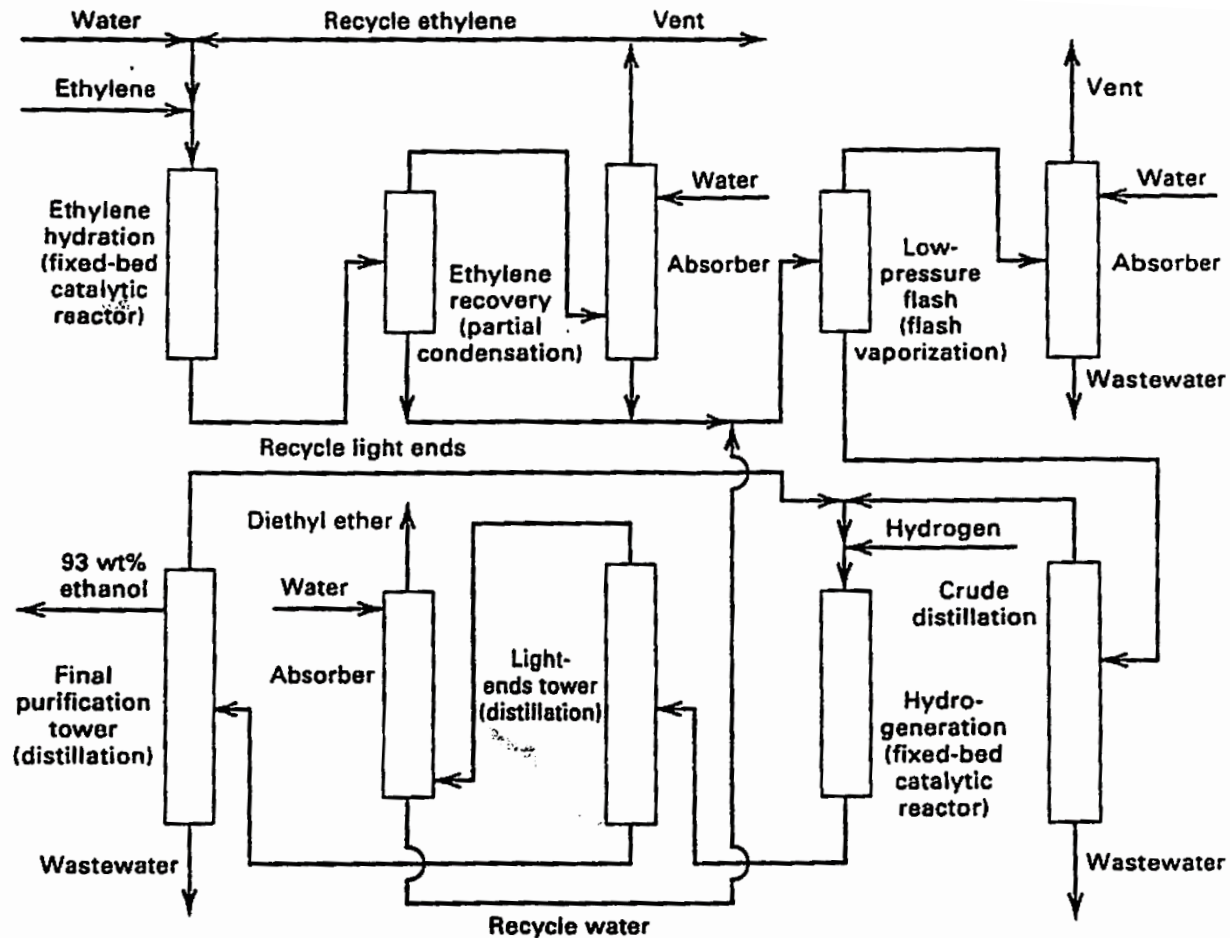 Water
Recycle ethylene
Vent
Ethylene
Vent
Ethylene
hydration
(fixed-bed
catalytic
reactor)
Ethylene
recovery
(partial
condensation)
Water
Absorber
Low-
pressure
flash
(flash
vaporization)
Water
Absorber
Wastewater
Recycle light ends
Diethyl ether
Hydrogen
93 wt%
ethanol
Water
Crude
distillation
Final
purification
tower
(distillation)
Absorber
Light-
ends tower
(distillation)
Hydro-
generation
(fixed-bed
catalytic
reactor)
Wastewater
Wastewater
Recycle water